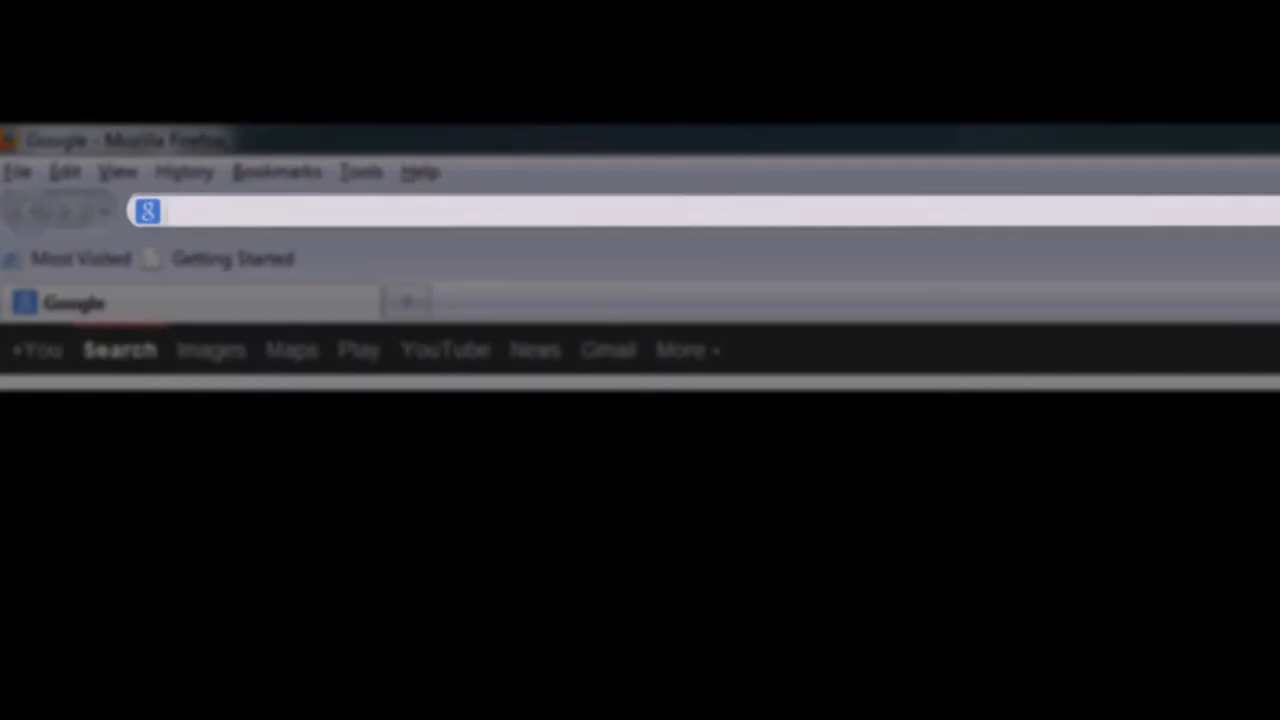 Google - Mozilla Firefox
File Edit View History Bookmarks Tools Help
8
Most Visited Getting Started
Google +
+You Search Images Maps Play YouTube News Gmail More